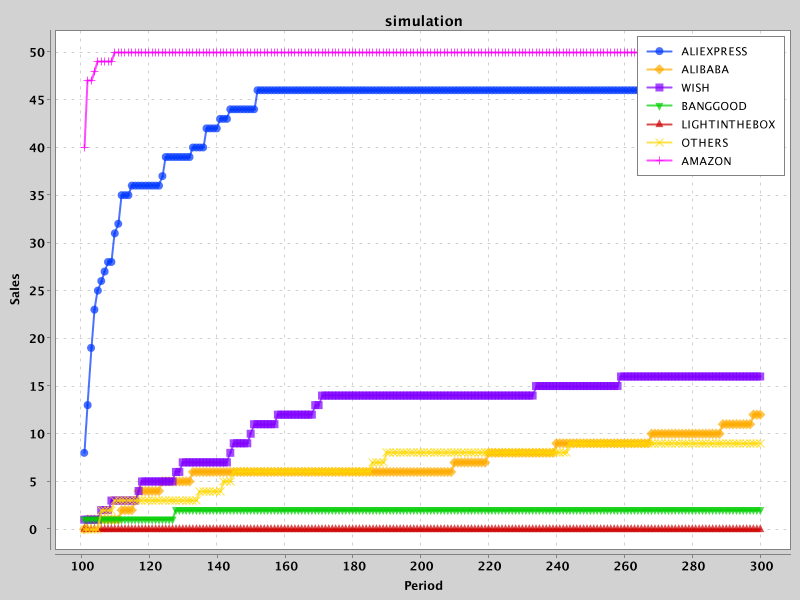 simulation
50
45
40
35
30
25
20
15
10
5
0
Sales
ALIEXPRESS
ALIBABA
WISH
BANGGOOD
LIGHTINTHEBOX
OTHERS
AMAZON
100 120 140 160 180 200 220 240 260 280 300
Period